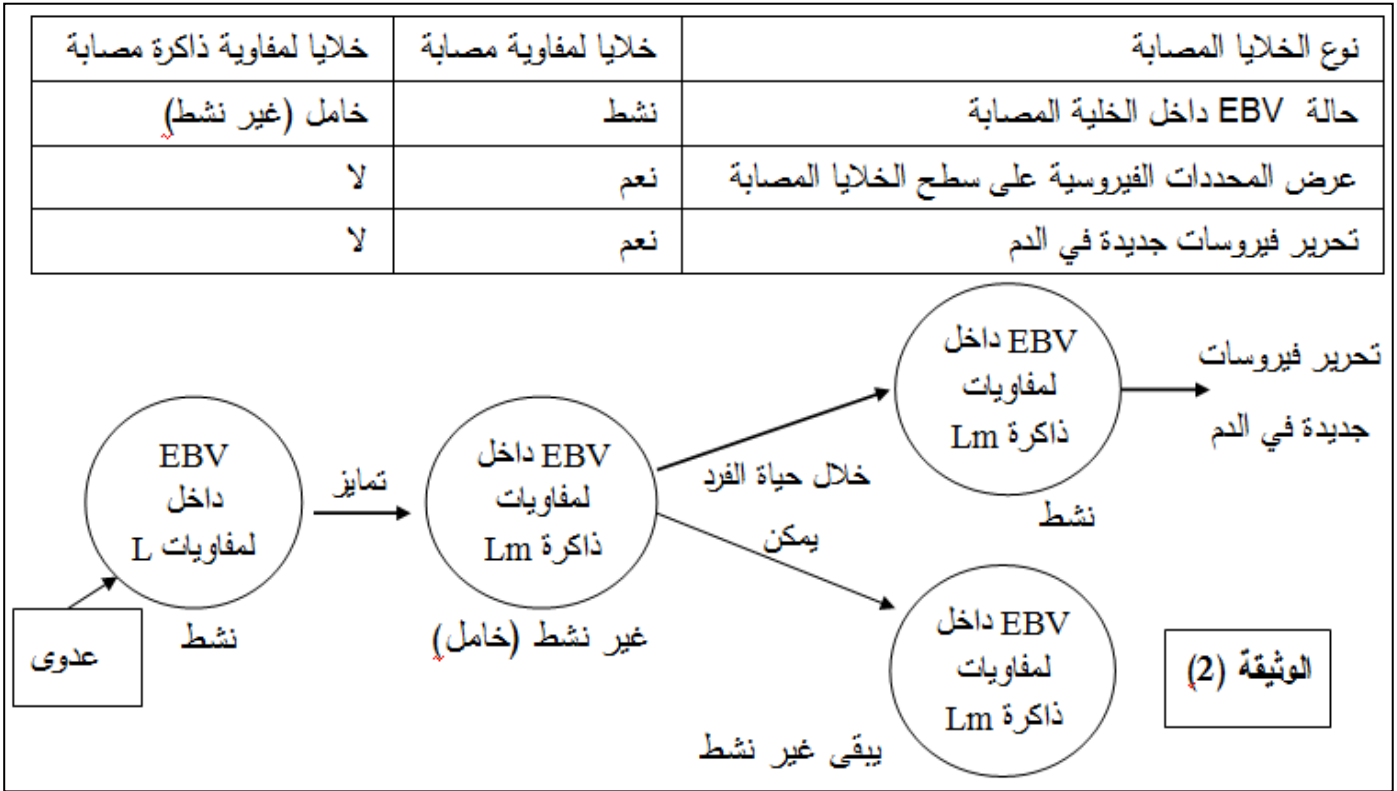 نوع الخلايا المصابة	خلايا لمفاوية مصابة	خلايا لمفاوية ذاكرة مصابة
حالة EBV داخل الخلية المصابة	نشط	خامل (غير نشط)
عرض المحددات الفيروسية على سطح الخلايا المصابة	نعم	لا
تحرير فيروسات جديدة في الدم	نعم	لا
عدوى
EBV
داخل
لمفاويات L
نشط
تمايز
EBV داخل
لمفاويات
ذاكرة Lm
غير نشط (خامل)
خلال حياة الفرد
يمكن
EBV داخل
لمفاويات
ذاكرة Lm
نشط
تحرير فيروسات
جديدة في الدم
EBV داخل
لمفاويات
ذاكرة Lm
يبقى غير نشط
الوثيقة (2)